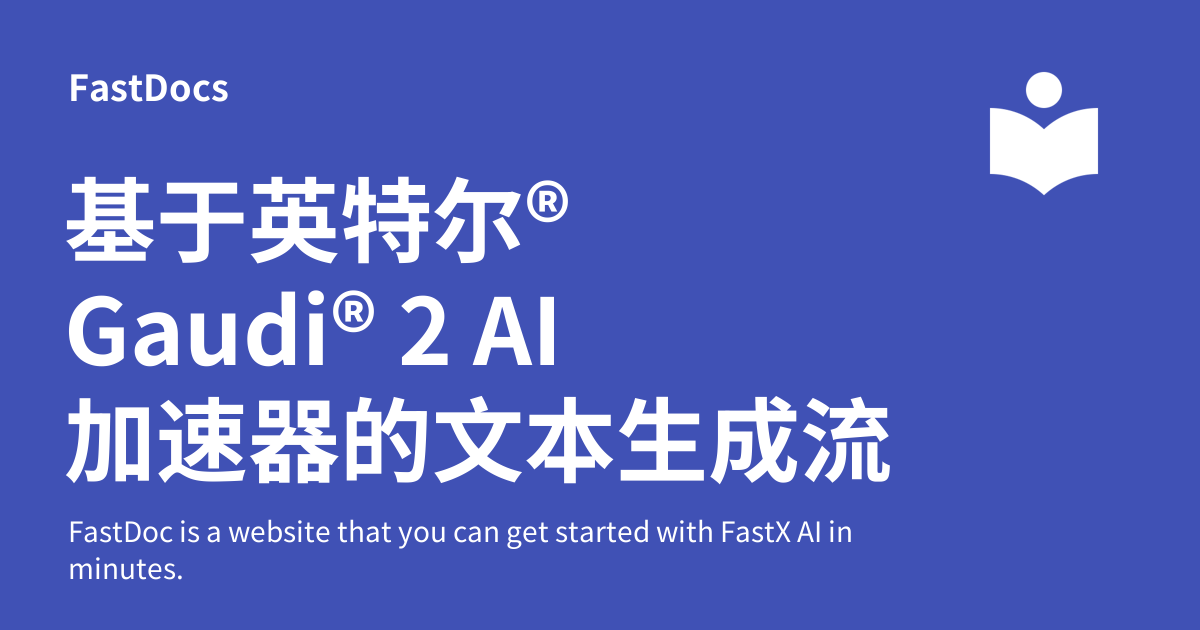 FastDocs
基于英特尔®
Gaudi® 2 AI
加速器的文本生成流
FastDoc is a website that you can get started with FastX AI in
minutes.